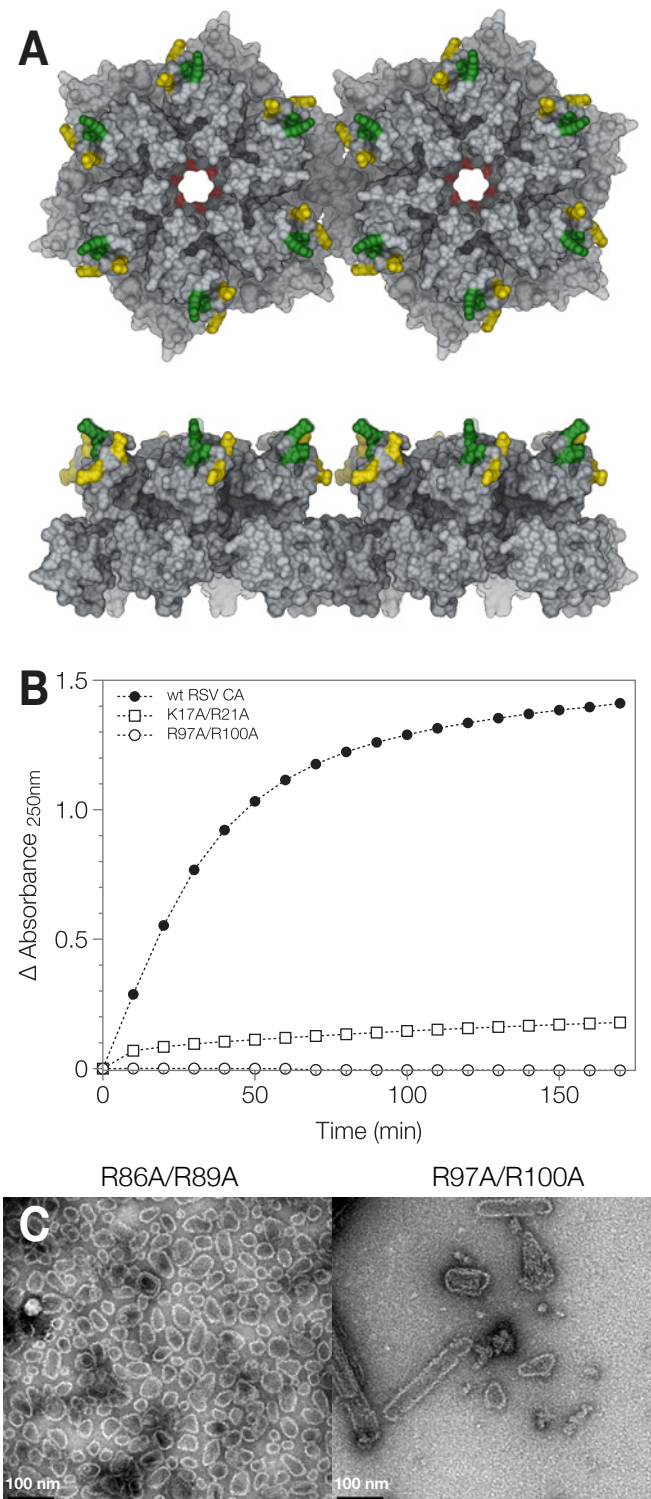 A
B
1.5
wt RSV CA
K17A/R21A
R97A/R100A
1.0
0.5
0
Δ Absorbance 250nm
0 50 100 150
Time (min)
R86A/R89A R97A/R100A
C
100 nm 100 nm